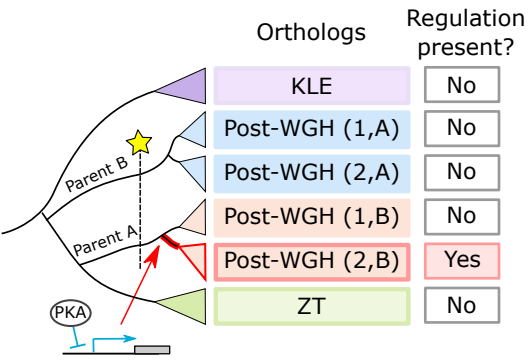 Orthologs
Regulation
present?
KLE
No
Post-WGH (1,A)
No
Parent B
Post-WGH (2,A)
No
Post-WGH (1,B)
No
Parent A
Post-WGH (2,B)
Yes
ZT
No
PKA